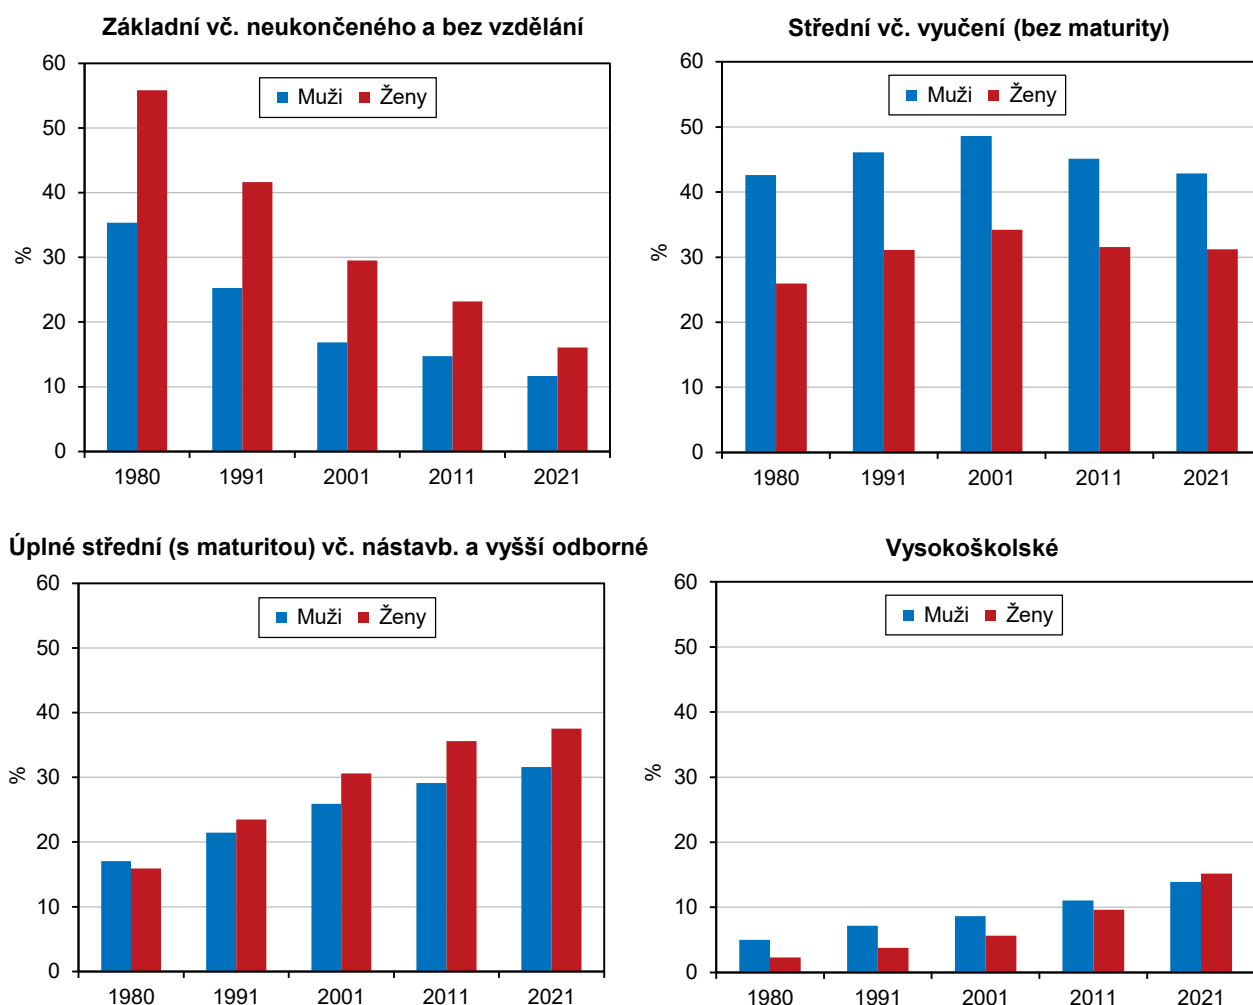 Základní vč. neukončeného a bez vzdělání
60
50
40
30
20
10
0
%
Muži Ženy
1980 1991 2001 2011 2021
Střední vč. vyučení (bez maturity)
60
50
40
30
20
10
0
%
Muži Ženy
1980 1991 2001 2011 2021
Úplné střední (s maturitou) vč. nástavb. a vyšší odborné
60
50
40
30
20
10
0
%
Muži Ženy
1980 1991 2001 2011 2021
Vysokoškolské
60
50
40
30
20
10
0
%
Muži Ženy
1980 1991 2001 2011 2021